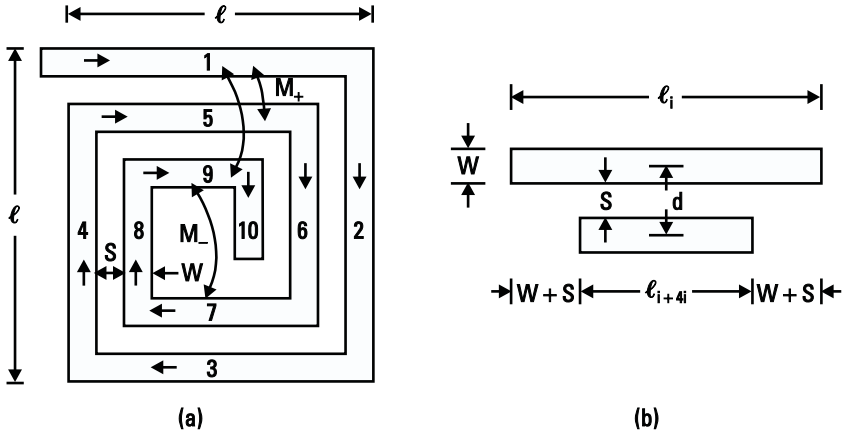 ℓ
1
M₊
5
9
4
8
10
6
2
ℓ
S
M₋
W
7
3
(a)
ℓᵢ
W
S
d
W + S
ℓᵢ₊₄ᵢ
W + S
(b)